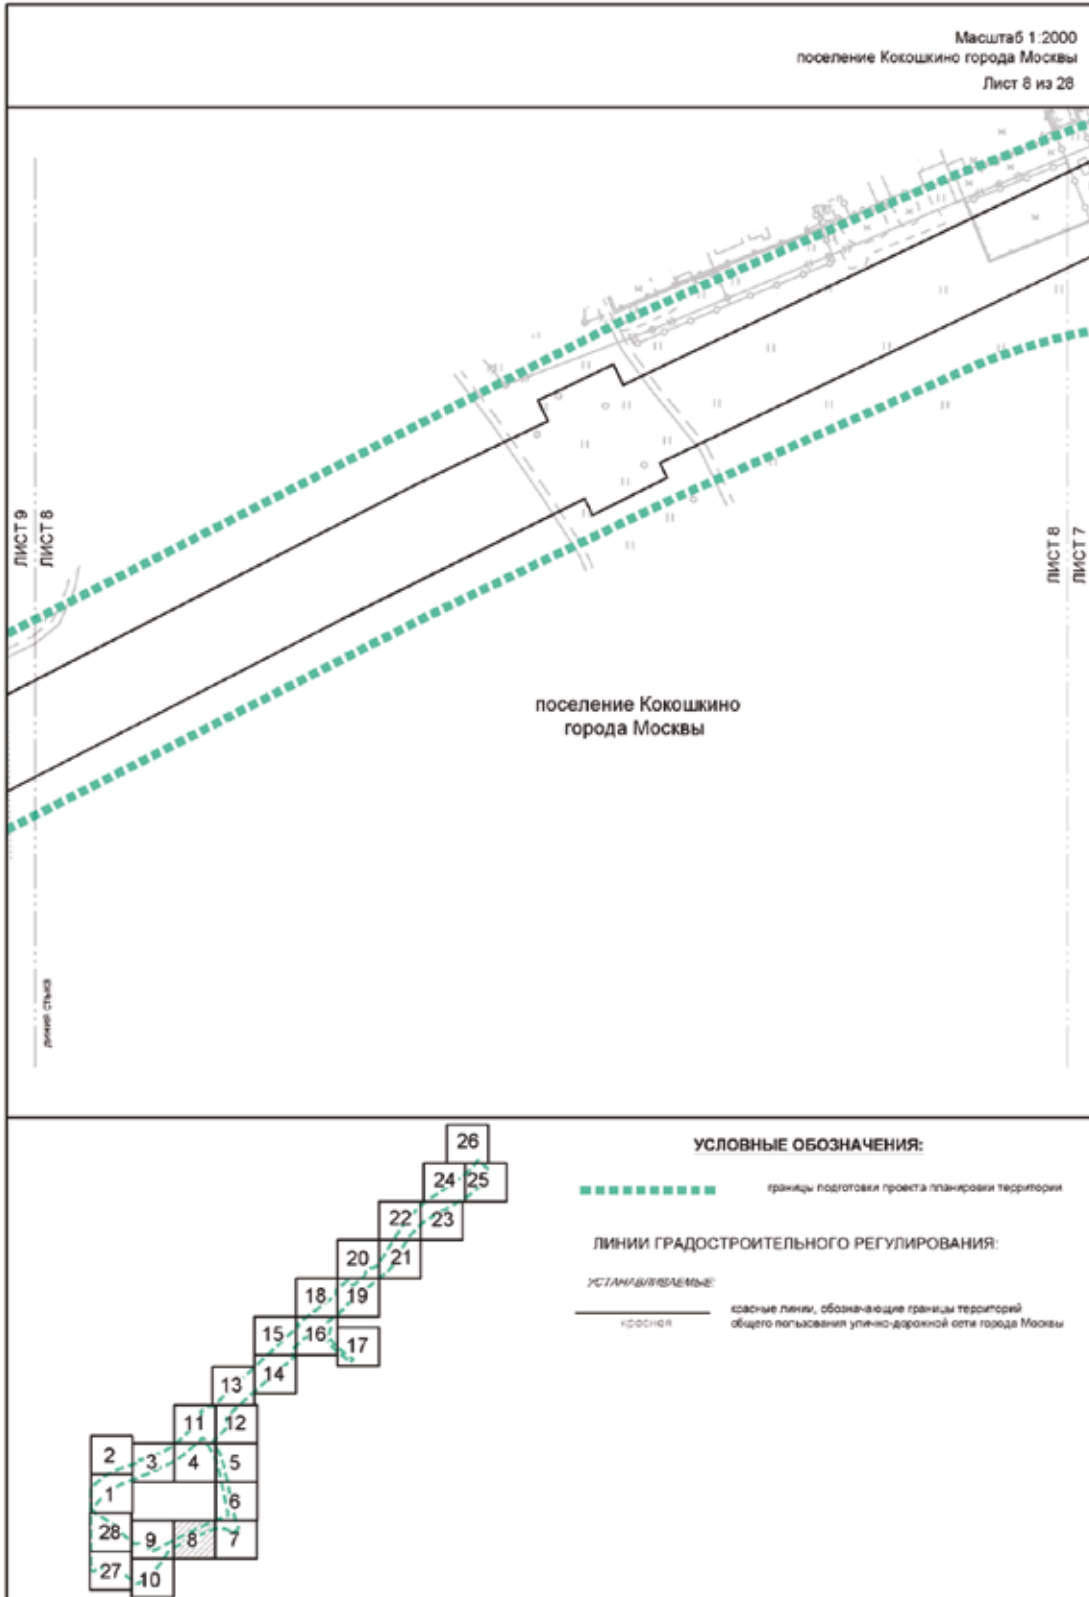 Масштаб 1:2000
поселение Кокошкино города Москвы
Лист 8 из 28
ЛИСТ 9
ЛИСТ 8
ЛИСТ 8
ЛИСТ 7
поселение Кокошкино
города Москвы
линия стыка
УСЛОВНЫЕ ОБОЗНАЧЕНИЯ:
границы подготовки проекта планировки территории
ЛИНИИ ГРАДОСТРОИТЕЛЬНОГО РЕГУЛИРОВАНИЯ:
УСТАНАВЛИВАЕМЫЕ:
красная
красные линии, обозначающие границы территорий
общего пользования улично-дорожной сети города Москвы
26
24
25
22
23
20
21
18
19
15
16
17
13
14
11
12
2
3
4
5
1
6
28
9
8
7
27
10